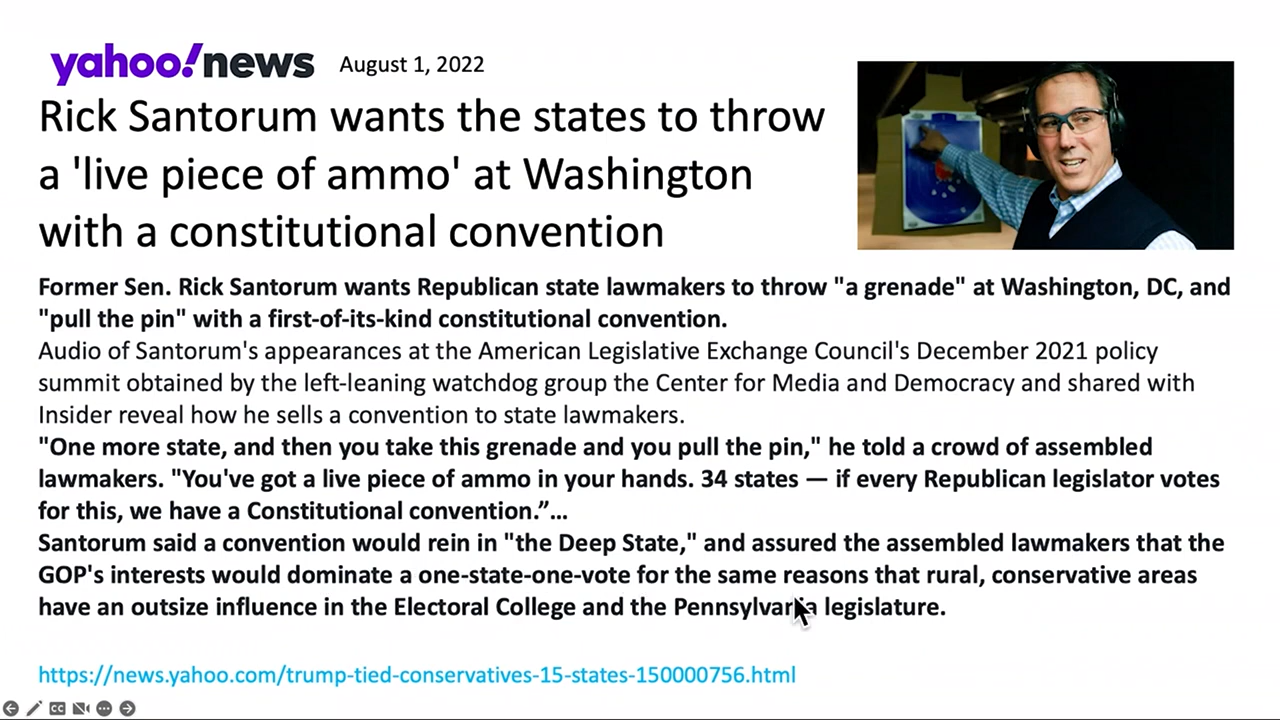 yahoo!news August 1, 2022
Rick Santorum wants the states to throw
a 'live piece of ammo' at Washington
with a constitutional convention
Former Sen. Rick Santorum wants Republican state lawmakers to throw "a grenade" at Washington, DC, and
"pull the pin" with a first-of-its-kind constitutional convention.
Audio of Santorum's appearances at the American Legislative Exchange Council's December 2021 policy
summit obtained by the left-leaning watchdog group the Center for Media and Democracy and shared with
Insider reveal how he sells a convention to state lawmakers.
"One more state, and then you take this grenade and you pull the pin," he told a crowd of assembled
lawmakers. "You've got a live piece of ammo in your hands. 34 states — if every Republican legislator votes
for this, we have a Constitutional convention.”…
Santorum said a convention would rein in "the Deep State," and assured the assembled lawmakers that the
GOP's interests would dominate a one-state-one-vote for the same reasons that rural, conservative areas
have an outsize influence in the Electoral College and the Pennsylvania legislature.
https://news.yahoo.com/trump-tied-conservatives-15-states-150000756.html
CC